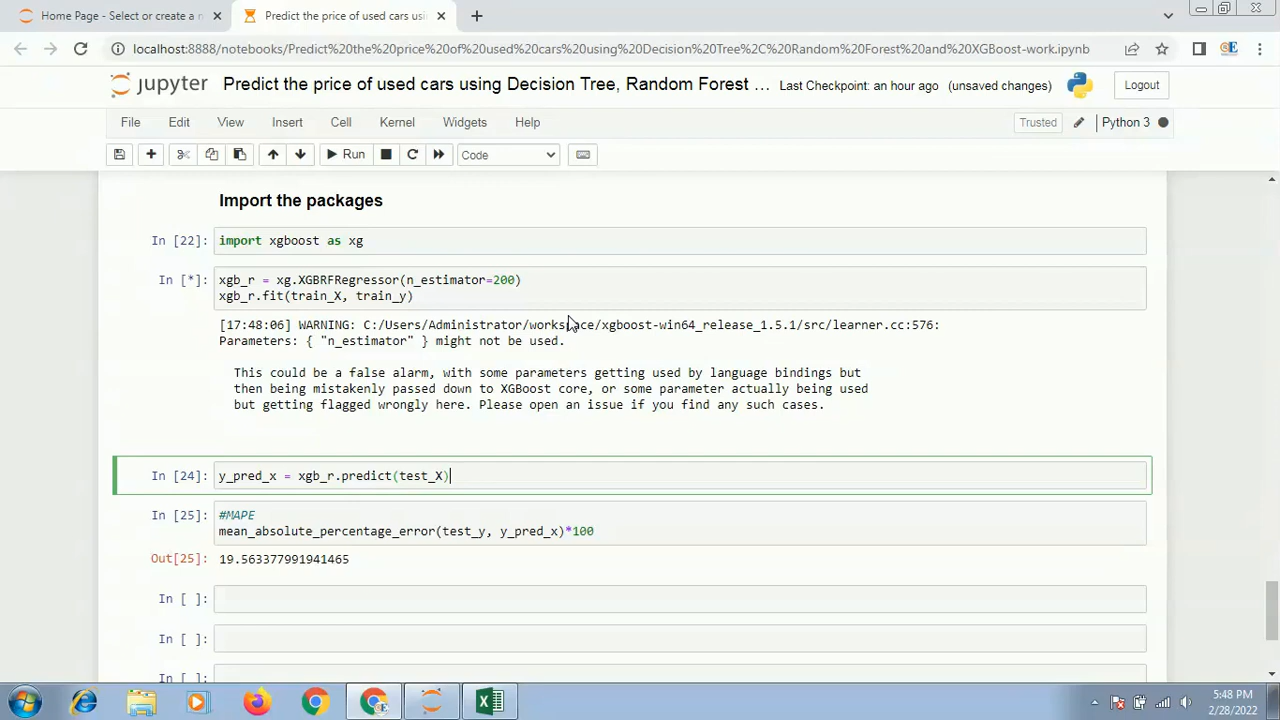 Home Page - Select or create a n
Predict the price of used cars usi
localhost:8888/notebooks/Predict%20the%20price%20of%20used%20cars%20using%20Decision%20Tree%2C%20Random%20Forest%20and%20XGBoost-work.ipynb
jupyter Predict the price of used cars using Decision Tree, Random Forest ... Last Checkpoint: an hour ago (unsaved changes) Logout
File Edit View Insert Cell Kernel Widgets Help Trusted Python 3
Run Code
Import the packages
In [22]: import xgboost as xg
In [*]: xgb_r = xg.XGBRFRegressor(n_estimator=200)
xgb_r.fit(train_X, train_y)
[17:48:06] WARNING: C:/Users/Administrator/workspace/xgboost-win64_release_1.5.1/src/learner.cc:576:
Parameters: { "n_estimator" } might not be used.
This could be a false alarm, with some parameters getting used by language bindings but
then being mistakenly passed down to XGBoost core, or some parameter actually being used
but getting flagged wrongly here. Please open an issue if you find any such cases.
In [24]: y_pred_x = xgb_r.predict(test_X)
In [25]: #MAPE
mean_absolute_percentage_error(test_y, y_pred_x)*100
Out[25]: 19.563377991941465
In [ ]:
In [ ]:
In [ ]:
5:48 PM
2/28/2022